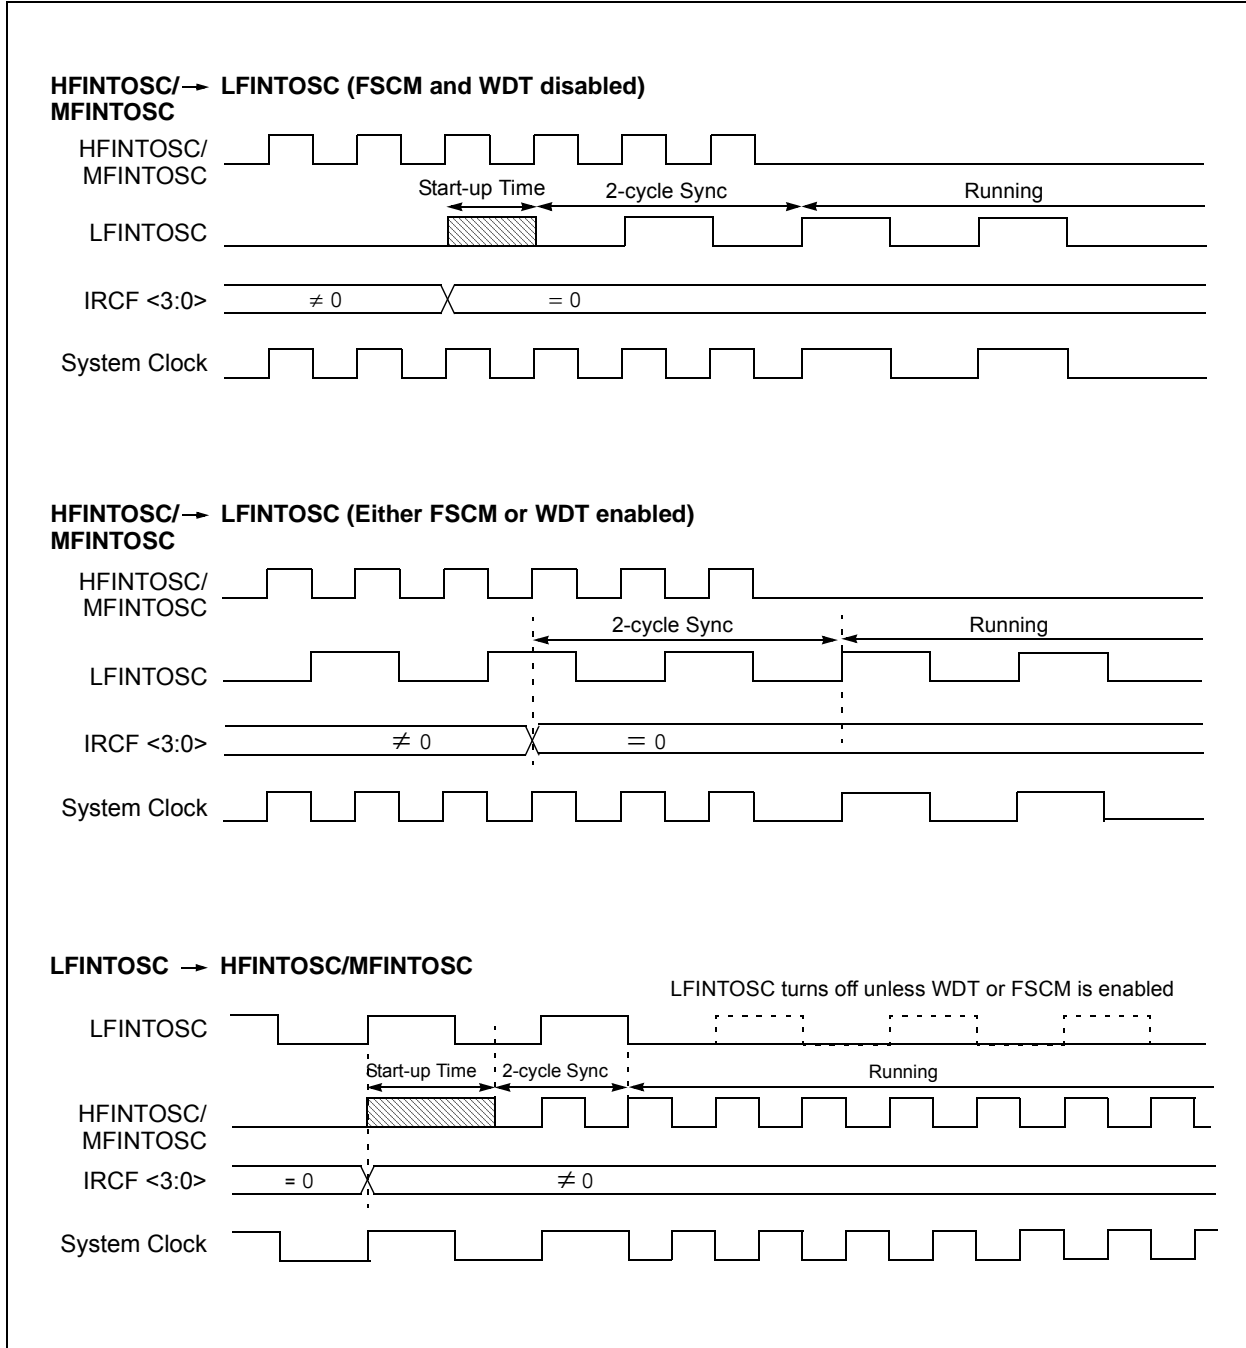 HFINTOSC/→ LFINTOSC (FSCM and WDT disabled)
MFINTOSC
HFINTOSC/
MFINTOSC
Start-up Time 2-cycle Sync Running
LFINTOSC
IRCF <3:0> ≠ 0 = 0
System Clock
HFINTOSC/→ LFINTOSC (Either FSCM or WDT enabled)
MFINTOSC
HFINTOSC/
MFINTOSC
2-cycle Sync Running
LFINTOSC
IRCF <3:0> ≠ 0 = 0
System Clock
LFINTOSC → HFINTOSC/MFINTOSC
LFINTOSC turns off unless WDT or FSCM is enabled
LFINTOSC
Start-up Time 2-cycle Sync Running
HFINTOSC/
MFINTOSC
IRCF <3:0> = 0 ≠ 0
System Clock